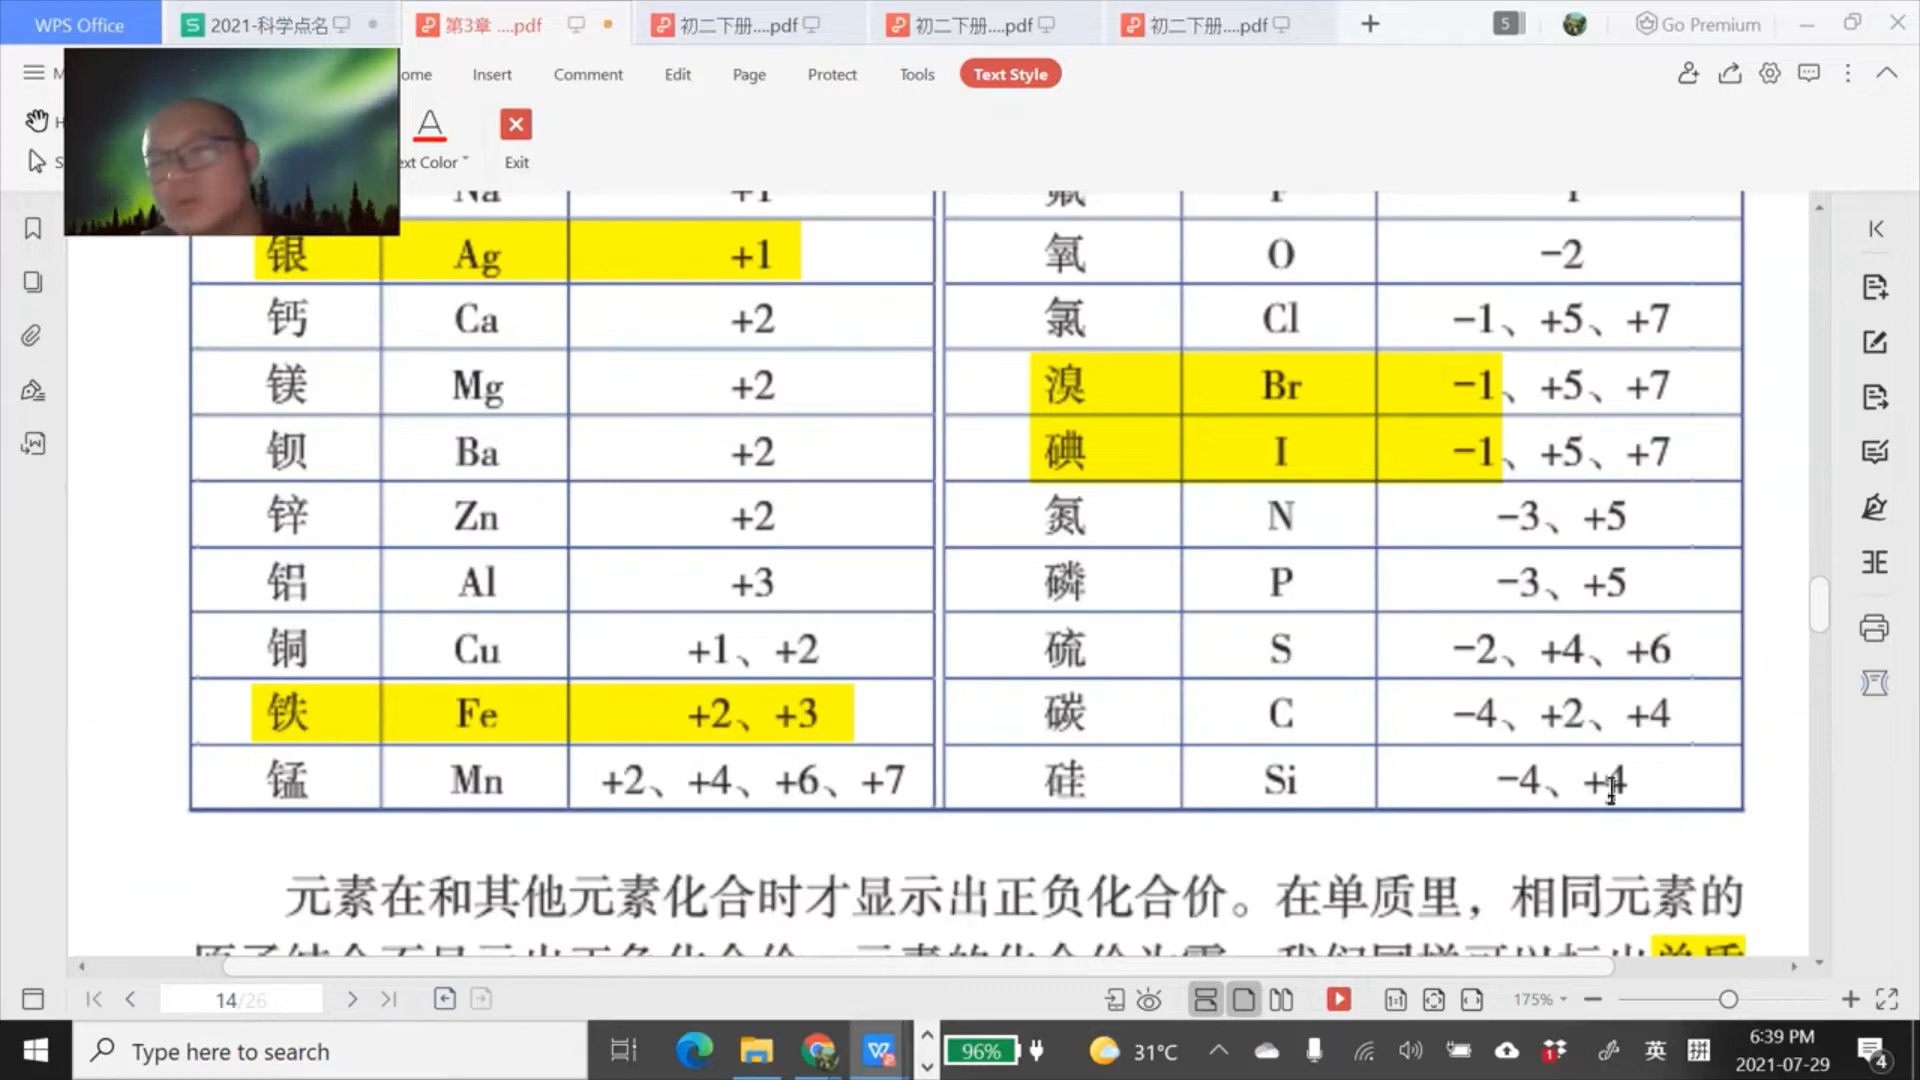 WPS Office
2021-科学点名
第3章 ....pdf
初二下册....pdf
初二下册....pdf
初二下册....pdf
5
Go Premium
Insert
Comment
Edit
Page
Protect
Tools
Text Style
Exit
银 Ag +1 氧 O −2
钙 Ca +2 氯 Cl −1、+5、+7
镁 Mg +2 溴 Br −1、+5、+7
钡 Ba +2 碘 I −1、+5、+7
锌 Zn +2 氮 N −3、+5
铝 Al +3 磷 P −3、+5
铜 Cu +1、+2 硫 S −2、+4、+6
铁 Fe +2、+3 碳 C −4、+2、+4
锰 Mn +2、+4、+6、+7 硅 Si −4、+4
元素在和其他元素化合时才显示出正负化合价。在单质里，相同元素的
14/26
175%
Type here to search
96%
31°C
英
拼
6:39 PM
2021-07-29
4